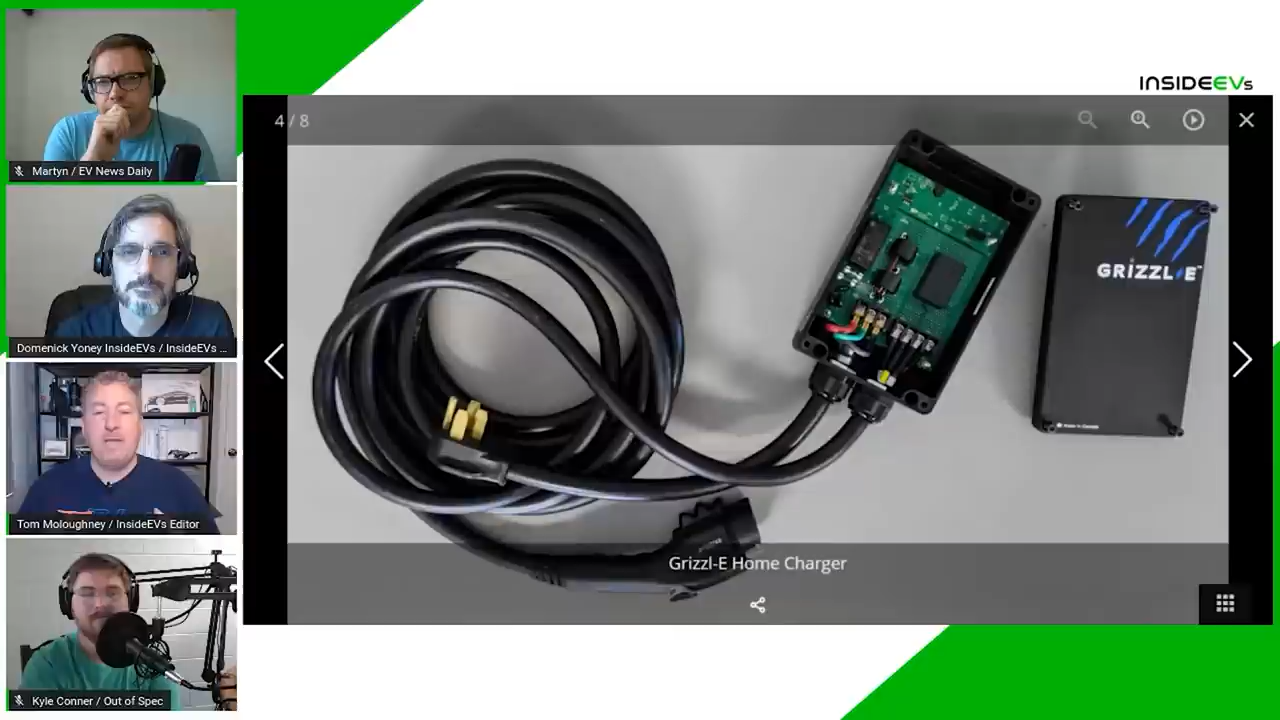 INSIDEEVs
Martyn / EV News Daily
Domenick Yoney InsideEVs / InsideEVs ...
Tom Moloughney / InsideEVs Editor
Kyle Conner / Out of Spec
4 / 8
GRIZZL-E
Grizzl-E Home Charger